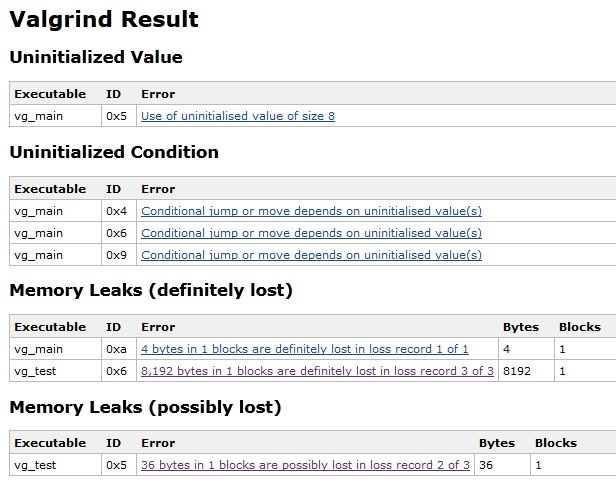 Valgrind Result
Uninitialized Value
Executable ID Error
vg_main 0x5 Use of uninitialised value of size 8
Uninitialized Condition
Executable ID Error
vg_main 0x4 Conditional jump or move depends on uninitialised value(s)
vg_main 0x6 Conditional jump or move depends on uninitialised value(s)
vg_main 0x9 Conditional jump or move depends on uninitialised value(s)
Memory Leaks (definitely lost)
Executable ID Error Bytes Blocks
vg_main 0xa 4 bytes in 1 blocks are definitely lost in loss record 1 of 1 4 1
vg_test 0x6 8,192 bytes in 1 blocks are definitely lost in loss record 3 of 3 8192 1
Memory Leaks (possibly lost)
Executable ID Error Bytes Blocks
vg_test 0x5 36 bytes in 1 blocks are possibly lost in loss record 2 of 3 36 1